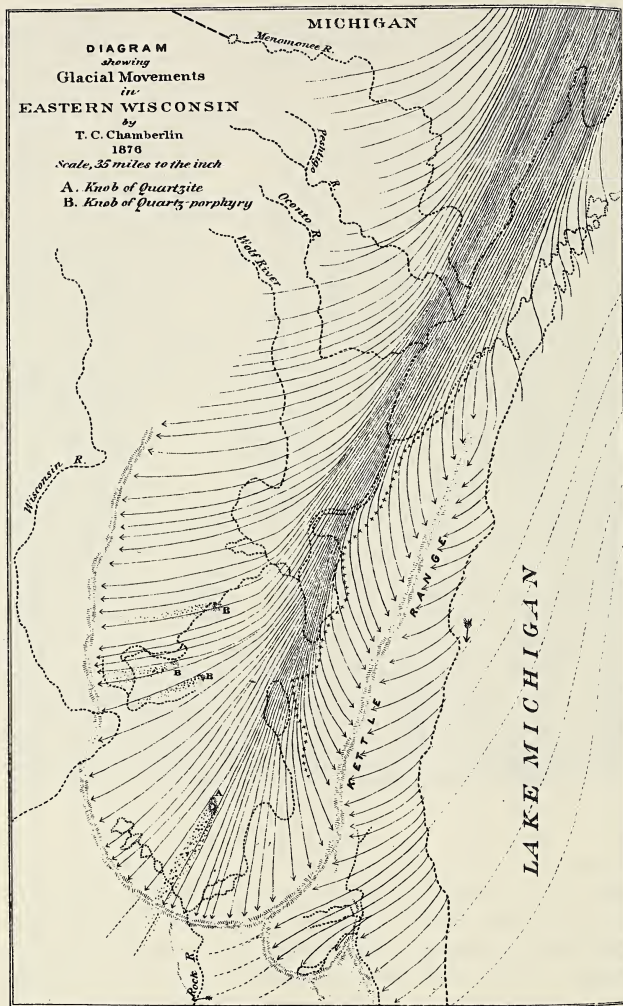 DIAGRAM
showing
Glacial Movements
in
EASTERN WISCONSIN
by
T. C. Chamberlin
1876
Scale, 35 miles to the inch
A. Knob of Quartzite
B. Knob of Quartz-porphyry
MICHIGAN
Menomonee R.
Peshtigo R.
Oconto R.
Wolf River
Wisconsin R.
KETTLE RANGE
LAKE MICHIGAN
B
B
B
A
Rock R.